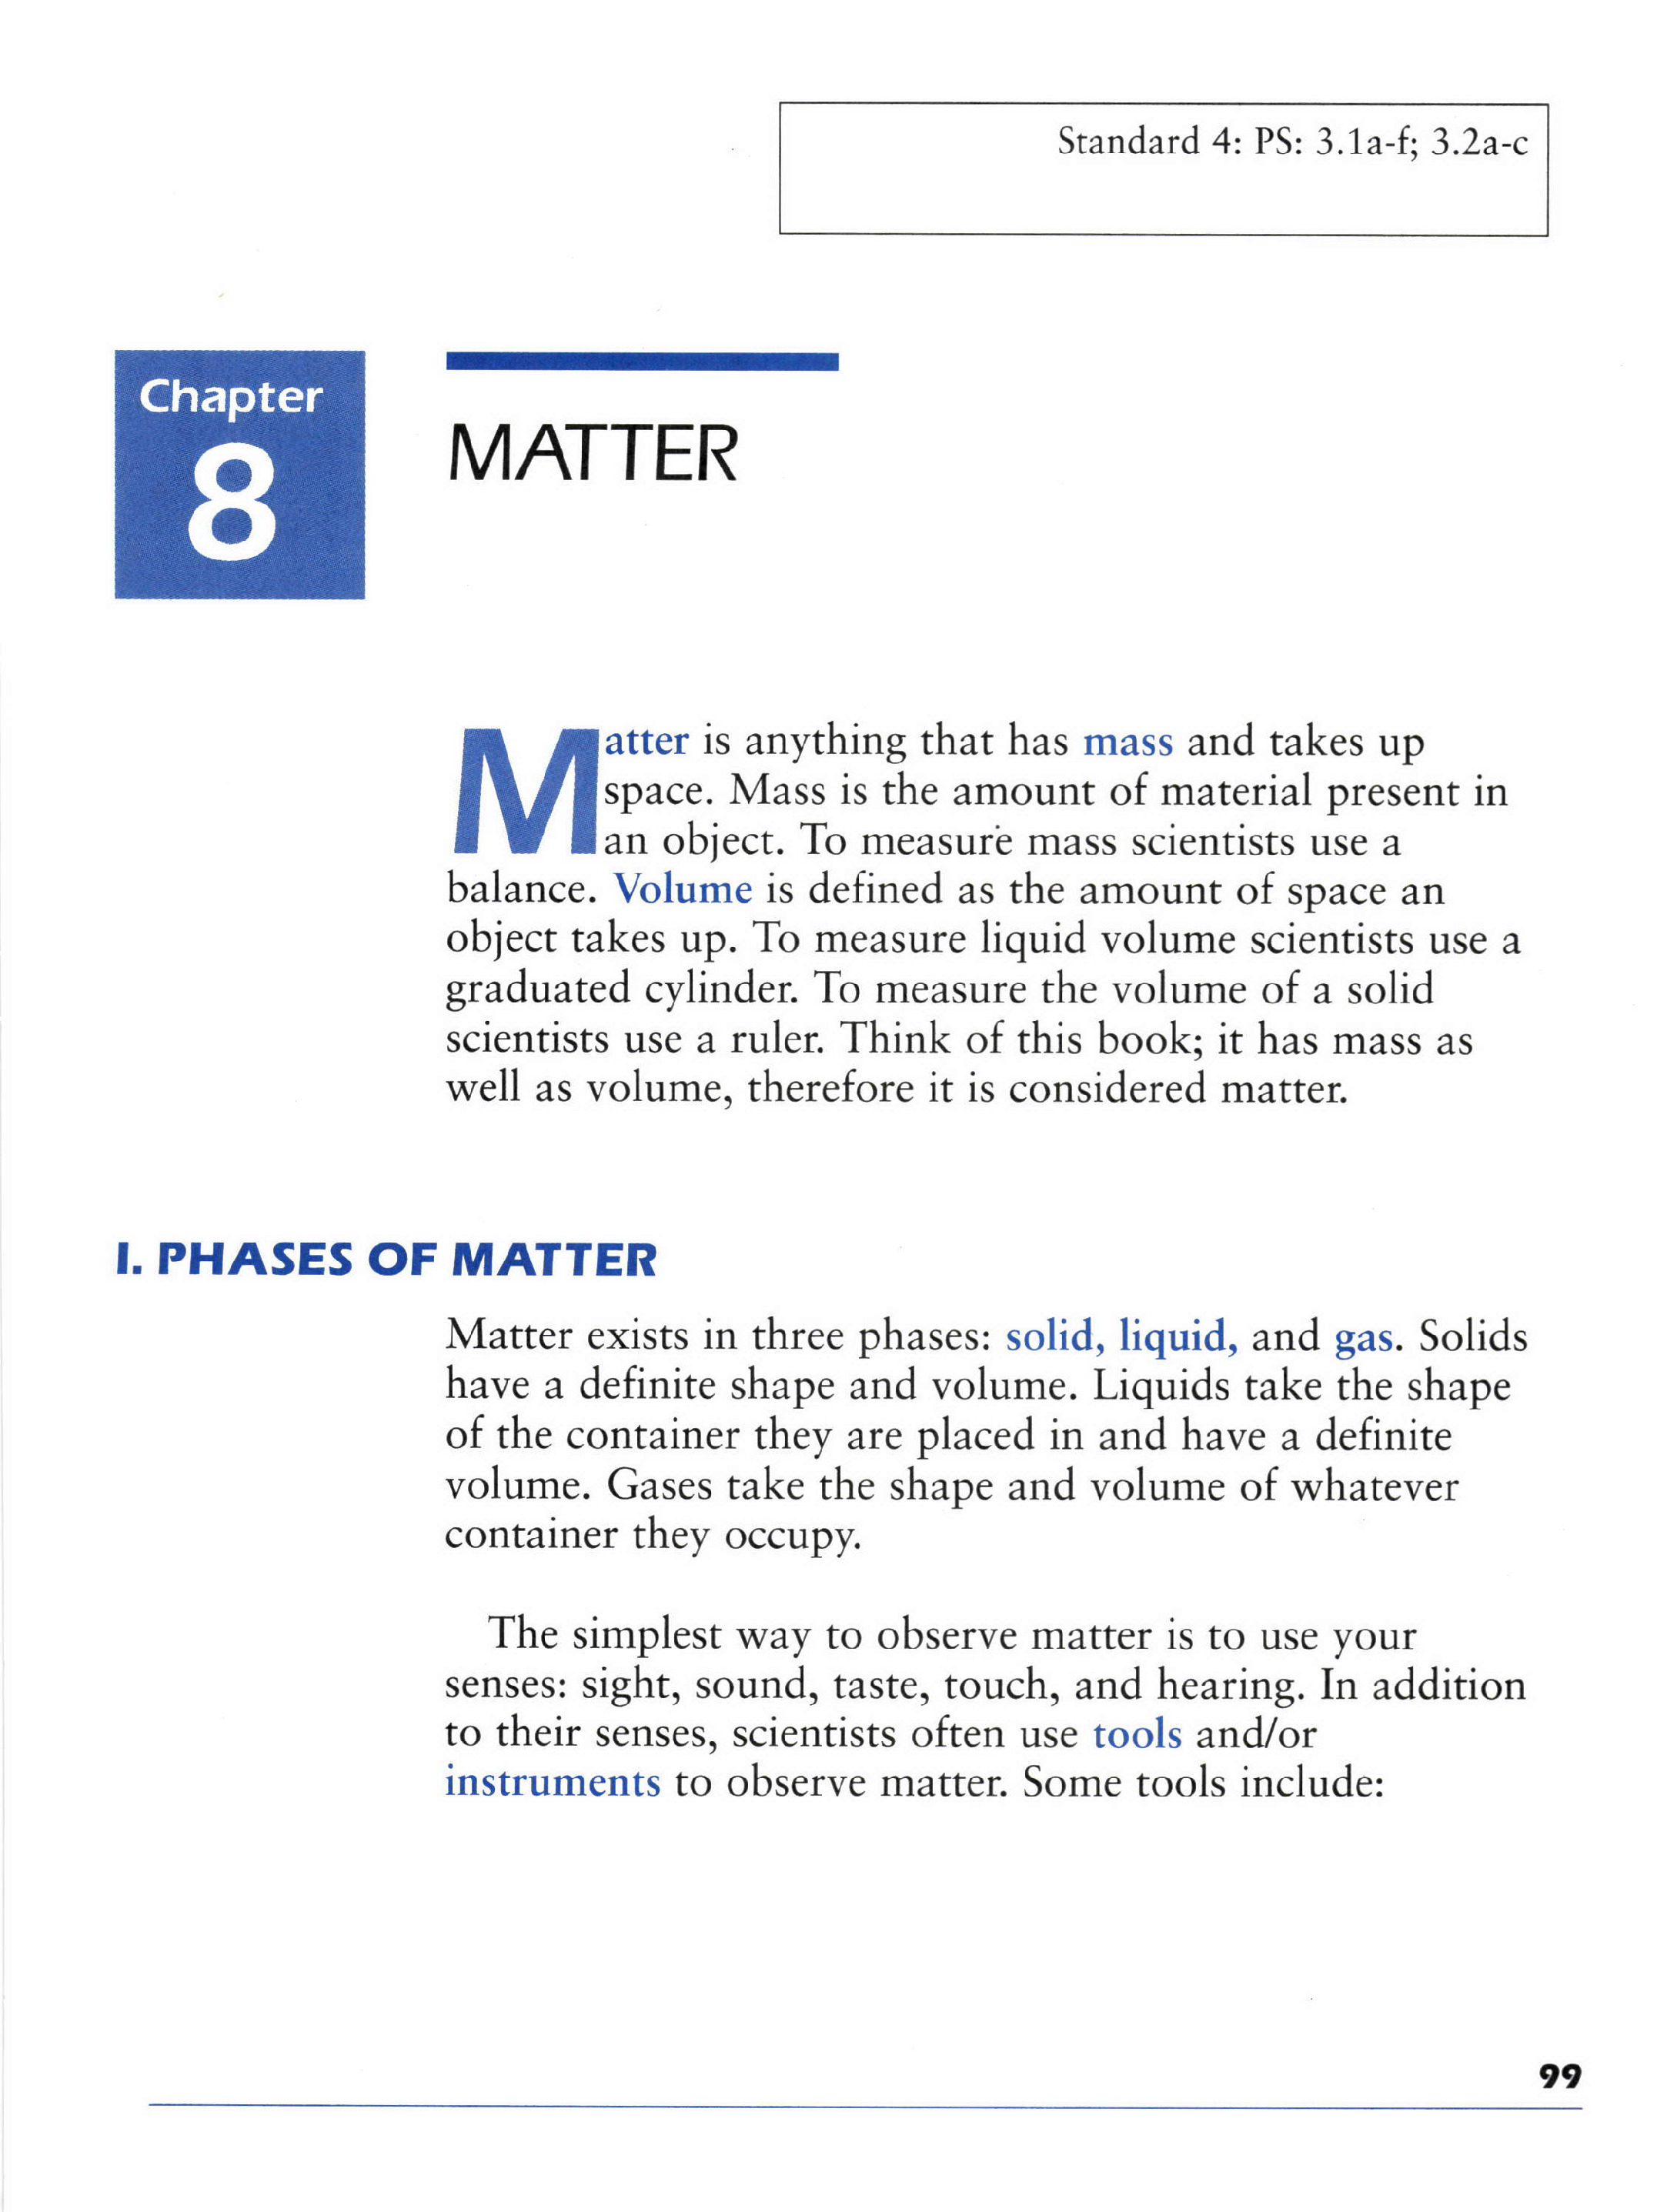 Standard 4: PS: 3.1a-f; 3.2a-c
Chapter
8
MATTER
Matter is anything that has mass and takes up
space. Mass is the amount of material present in
an object. To measure mass scientists use a
balance. Volume is defined as the amount of space an
object takes up. To measure liquid volume scientists use a
graduated cylinder. To measure the volume of a solid
scientists use a ruler. Think of this book; it has mass as
well as volume, therefore it is considered matter.
I. PHASES OF MATTER
Matter exists in three phases: solid, liquid, and gas. Solids
have a definite shape and volume. Liquids take the shape
of the container they are placed in and have a definite
volume. Gases take the shape and volume of whatever
container they occupy.
The simplest way to observe matter is to use your
senses: sight, sound, taste, touch, and hearing. In addition
to their senses, scientists often use tools and/or
instruments to observe matter. Some tools include:
99